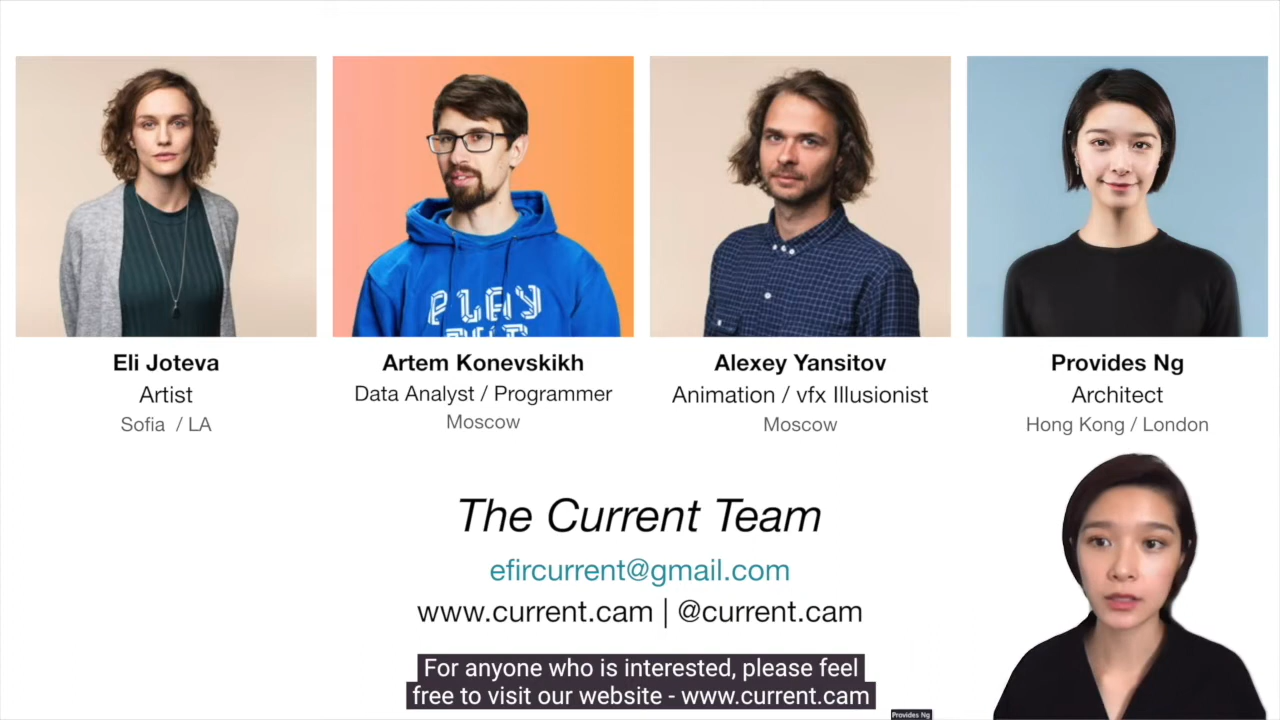 PLAY
Eli Joteva
Artist
Sofia / LA
Artem Konevskikh
Data Analyst / Programmer
Moscow
Alexey Yansitov
Animation / vfx Illusionist
Moscow
Provides Ng
Architect
Hong Kong / London
The Current Team
efircurrent@gmail.com
www.current.cam | @current.cam
For anyone who is interested, please feel
free to visit our website - www.current.cam
Provides Ng